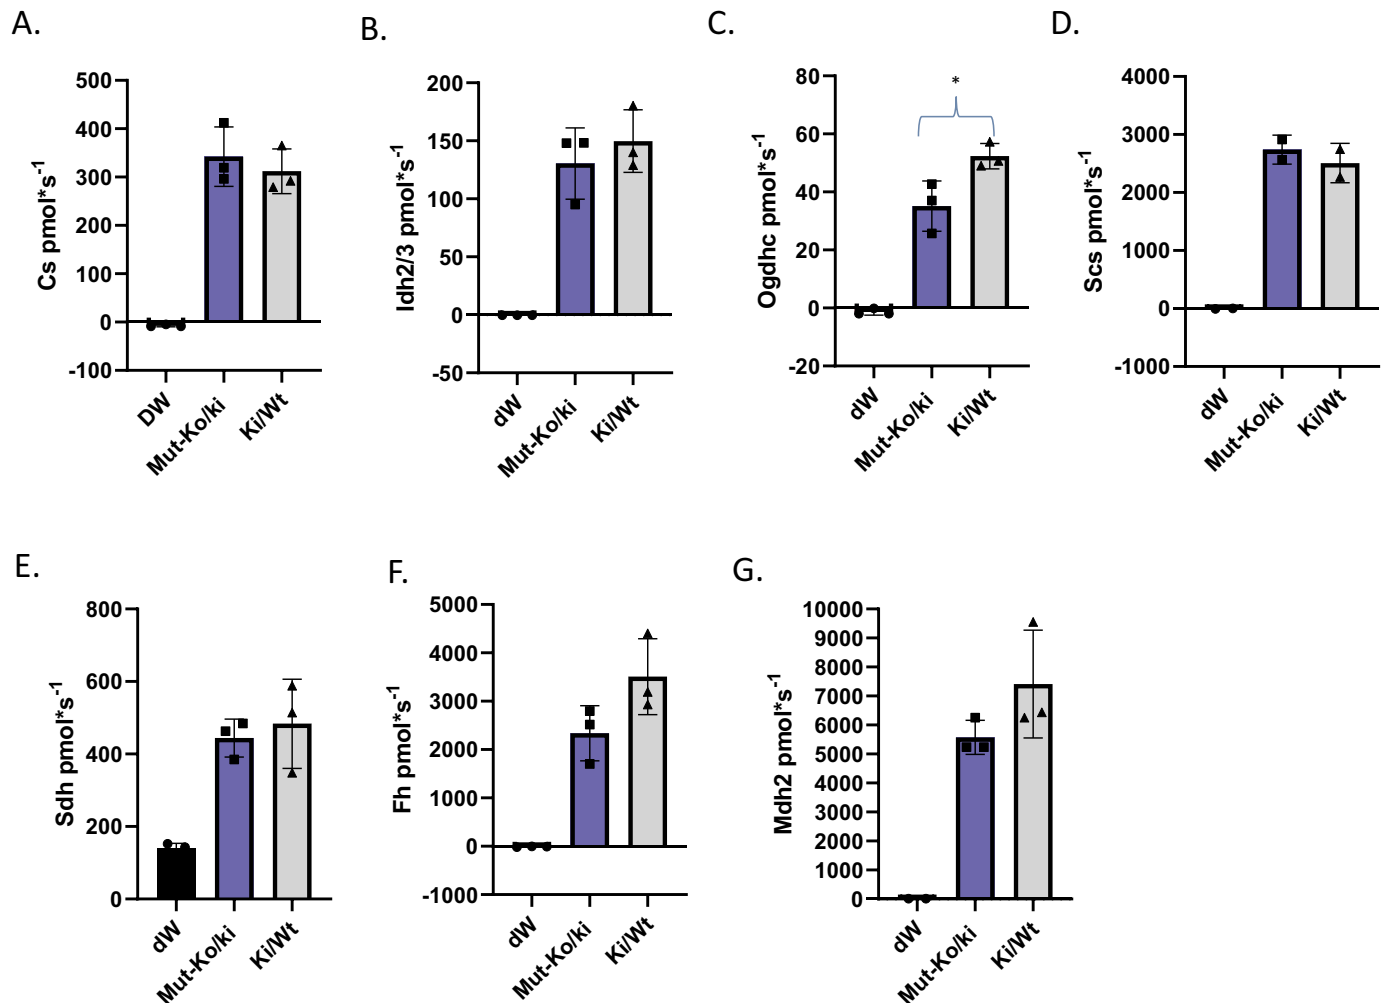 A.
Cs pmol*s-1
500
400
300
200
100
0
-100
DW
Mut-Ko/ki
Ki/Wt
B.
Idh2/3 pmol*s-1
200
150
100
50
0
-50
dW
Mut-Ko/ki
Ki/Wt
C.
Ogdhc pmol*s-1
80
60
40
20
0
-20
*
dW
Mut-Ko/ki
Ki/Wt
D.
Scs pmol*s-1
4000
3000
2000
1000
0
-1000
dW
Mut-Ko/ki
Ki/Wt
E.
Sdh pmol*s-1
800
600
400
200
0
dW
Mut-Ko/ki
Ki/Wt
F.
Fh pmol*s-1
5000
4000
3000
2000
1000
0
-1000
dW
Mut-Ko/ki
Ki/Wt
G.
Mdh2 pmol*s-1
10000
9000
8000
7000
6000
5000
4000
3000
2000
1000
0
dW
Mut-Ko/ki
Ki/Wt